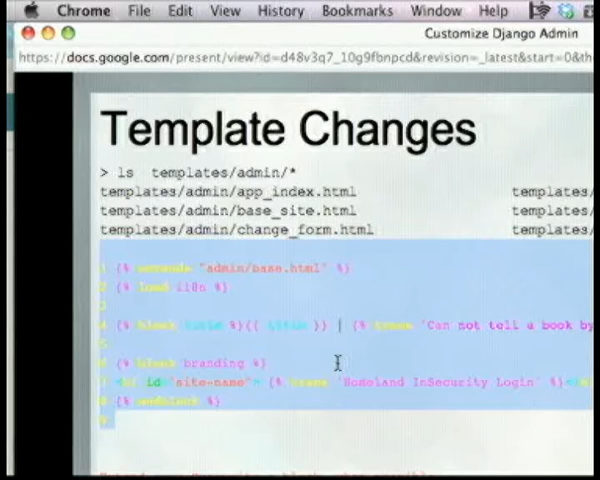 Chrome File Edit View History Bookmarks Window Help
Customize Django Admin
https://docs.google.com/present/view?id=d48v3q7_10g9fbnpcd&revision=_latest&start=0&th
Template Changes
> ls templates/admin/*
templates/admin/app_index.html templates/
templates/admin/base_site.html templates/
templates/admin/change_form.html templates/
1 {% extends "admin/base.html" %}
2 {% load i18n %}
3
4 {% block title %}{{ title }} | {% trans 'Can not tell a book by
5
6 {% block branding %}
7 <h1 id="site-name"> {% trans 'Homeland InSecurity Login' %}
8 {% endblock %}
9